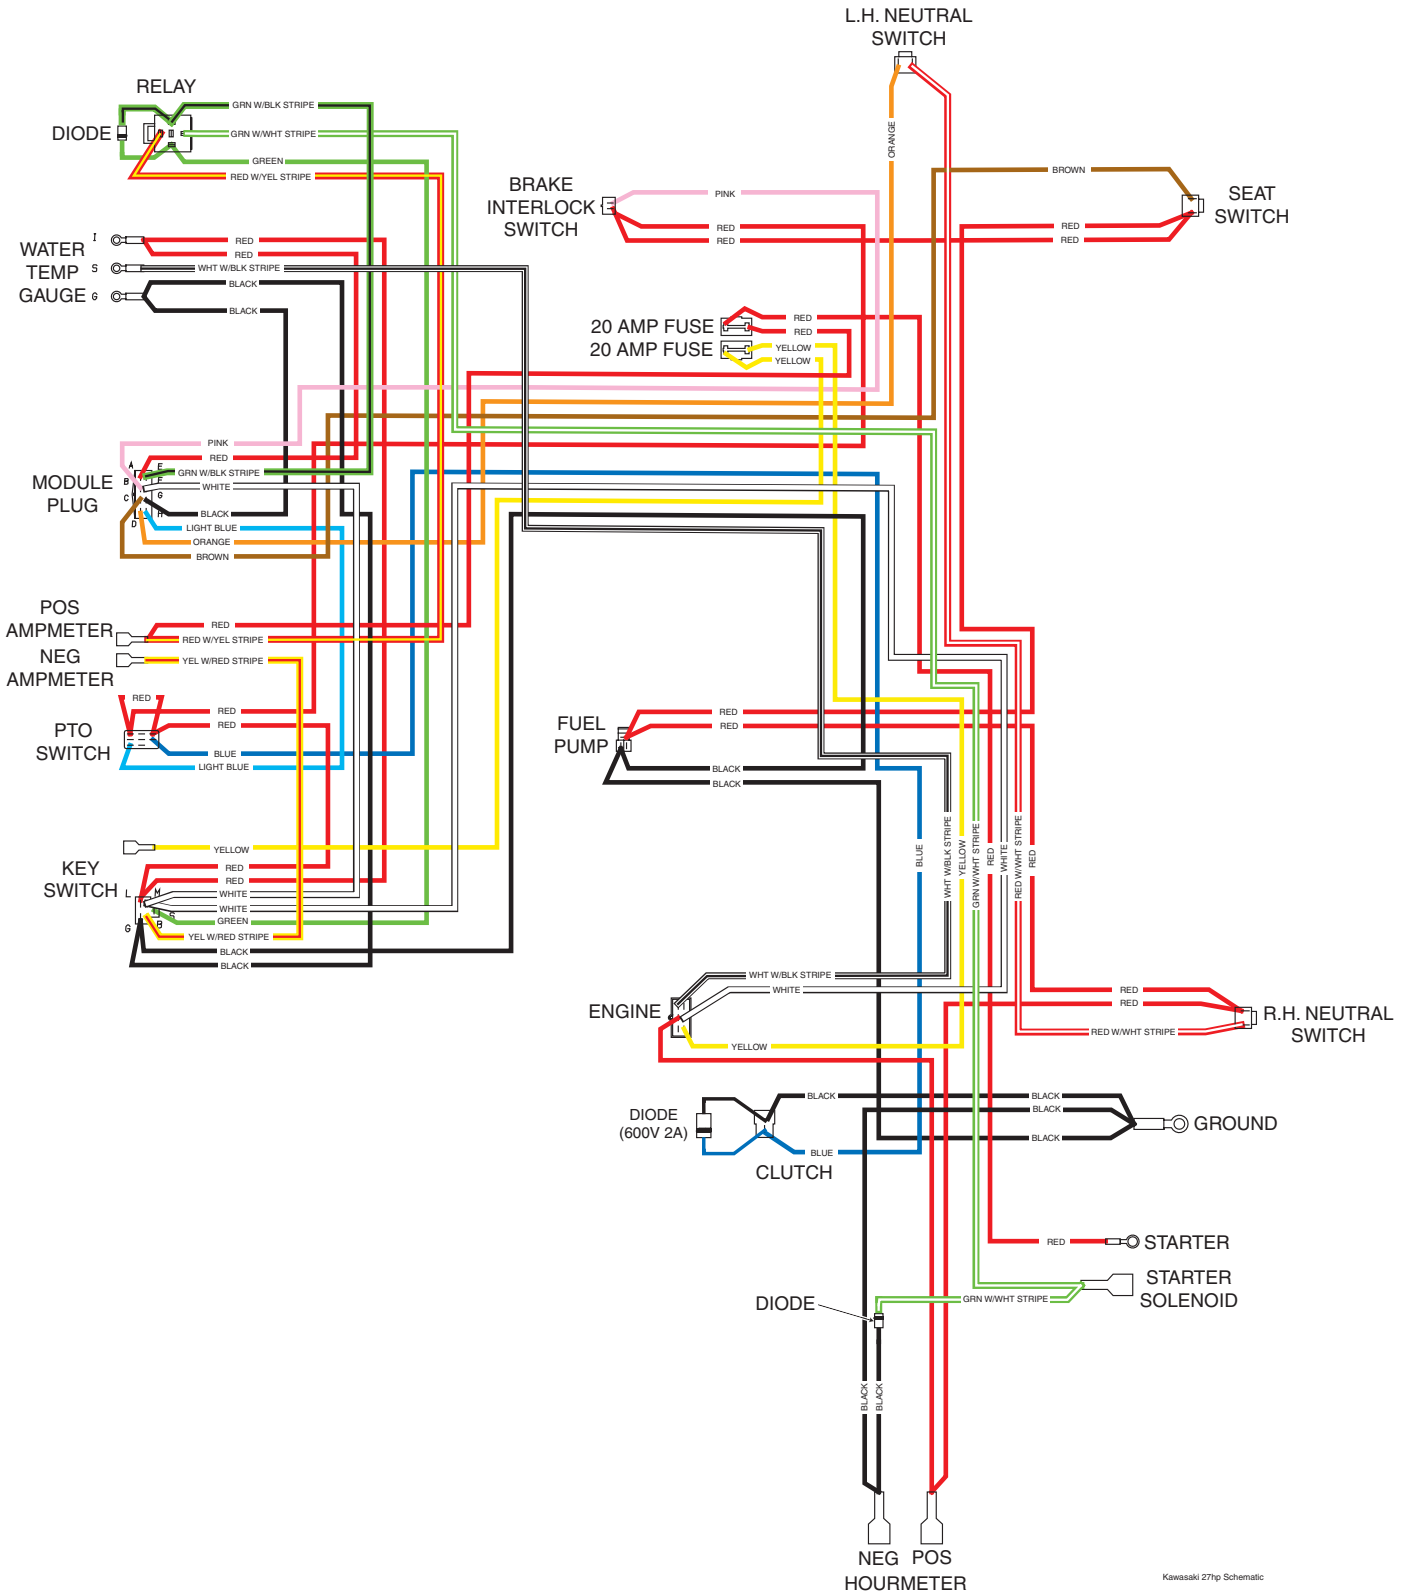 L.H. NEUTRAL
SWITCH
RELAY
GRN W/BLK STRIPE
DIODE
GRN W/WHT STRIPE
GREEN
RED W/YEL STRIPE
ORANGE
BROWN
BRAKE
INTERLOCK
SWITCH
PINK
RED
RED
SEAT
SWITCH
RED
RED
WATER
TEMP
GAUGE
I
S
G
RED
RED
WHT W/BLK STRIPE
BLACK
BLACK
20 AMP FUSE
20 AMP FUSE
RED
RED
YELLOW
YELLOW
MODULE
PLUG
A
B
C
D
E
F
G
H
PINK
RED
GRN W/BLK STRIPE
WHITE
BLACK
LIGHT BLUE
ORANGE
BROWN
POS
AMPMETER
NEG
AMPMETER
RED
RED W/YEL STRIPE
YEL W/RED STRIPE
PTO
SWITCH
RED
RED
RED
BLUE
LIGHT BLUE
FUEL
PUMP
RED
RED
BLACK
BLACK
KEY
SWITCH
L
M
S
B
G
YELLOW
RED
RED
WHITE
WHITE
GREEN
YEL W/RED STRIPE
BLACK
BLACK
BLUE
WHT W/BLK STRIPE
YELLOW
GRN W/WHT STRIPE
RED
WHITE
RED W/WHT STRIPE
RED
ENGINE
WHT W/BLK STRIPE
WHITE
YELLOW
RED
RED
RED W/WHT STRIPE
R.H. NEUTRAL
SWITCH
DIODE
(600V 2A)
CLUTCH
BLACK
BLUE
BLACK
BLACK
BLACK
GROUND
RED
STARTER
STARTER
SOLENOID
GRN W/WHT STRIPE
DIODE
BLACK
BLACK
NEG
POS
HOURMETER
Kawasaki 27hp Schematic